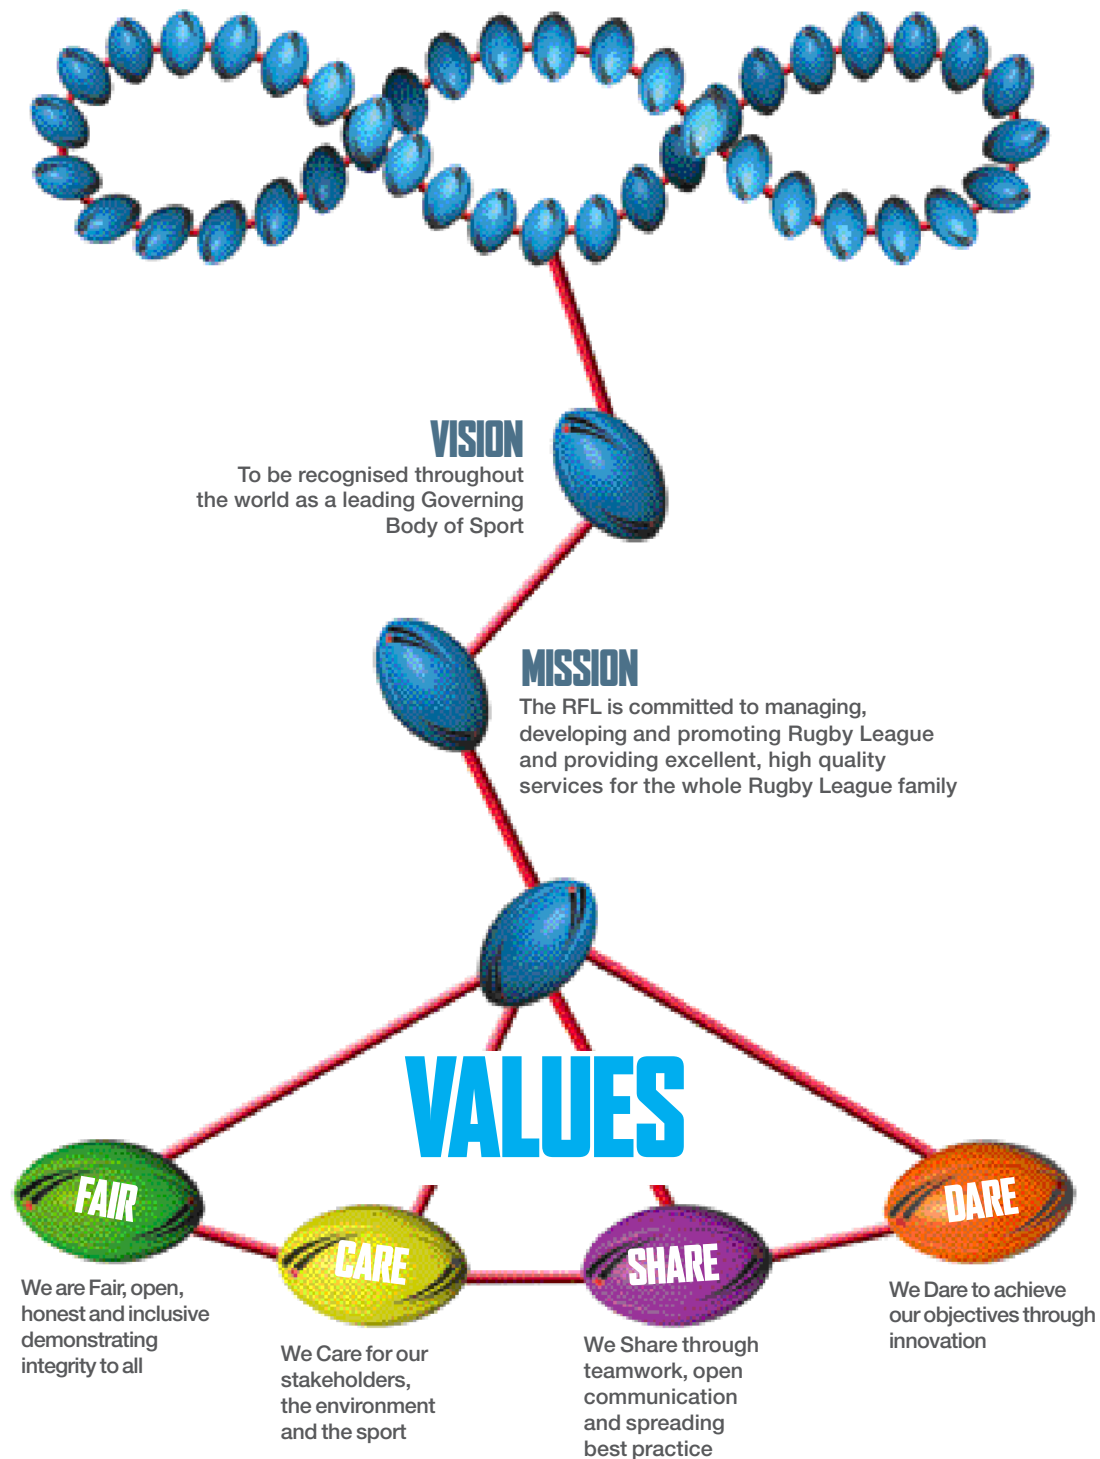 VISION
To be recognised throughout
the world as a leading Governing
Body of Sport
MISSION
The RFL is committed to managing,
developing and promoting Rugby League
and providing excellent, high quality
services for the whole Rugby League family
VALUES
FAIR
We are Fair, open,
honest and inclusive
demonstrating
integrity to all
CARE
We Care for our
stakeholders,
the environment
and the sport
SHARE
We Share through
teamwork, open
communication
and spreading
best practice
DARE
We Dare to achieve
our objectives through
innovation